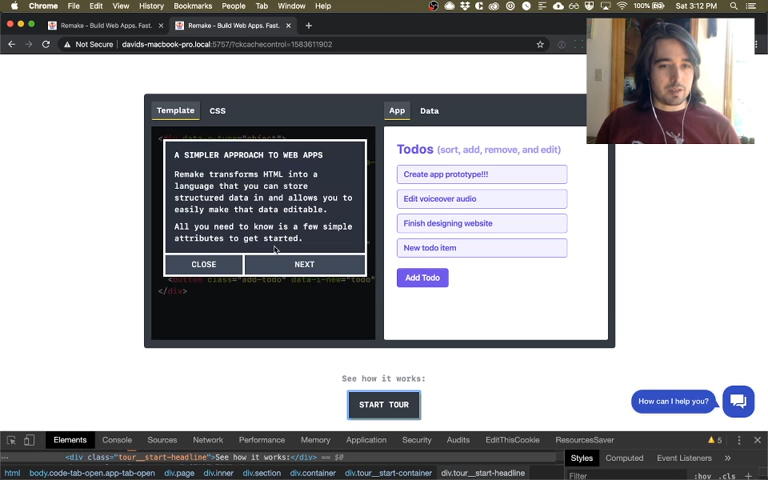 Chrome File Edit View History Bookmarks People Tab Window Help
100% Sat 3:12 PM
Remake - Build Web Apps. Fast.
Remake - Build Web Apps. Fast.
Not Secure davids-macbook-pro.local:5757/?ckcachecontrol=1583611902
Template CSS
App Data
A SIMPLER APPROACH TO WEB APPS
Remake transforms HTML into a
language that you can store
structured data in and allows you to
easily make that data editable.
All you need to know is a few simple
attributes to get started.
CLOSE NEXT
<button class="add-todo" data-i-new="todo"
</div>
Todos (sort, add, remove, and edit)
Create app prototype!!!
Edit voiceover audio
Finish designing website
New todo item
Add Todo
See how it works:
START TOUR
How can I help you?
Elements Console Sources Network Performance Memory Application Security Audits EditThisCookie ResourcesSaver 5
<div class="tour__start-headline">See how it works:</div> == $0
html body.code-tab-open.app-tab-open div.page div.inner div.section div.container div.tour__start-container div.tour__start-headline
Styles Computed Event Listeners
Filter :hov .cls